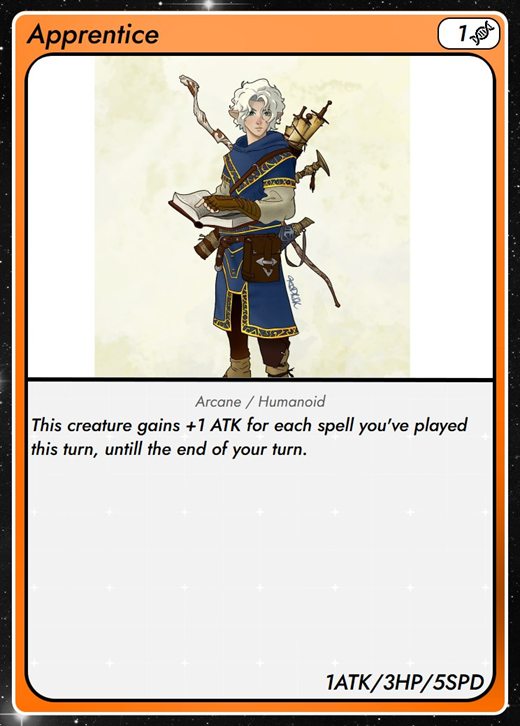 Apprentice
1
Arcane / Humanoid
This creature gains +1 ATK for each spell you've played
this turn, untill the end of your turn.
1ATK/3HP/5SPD